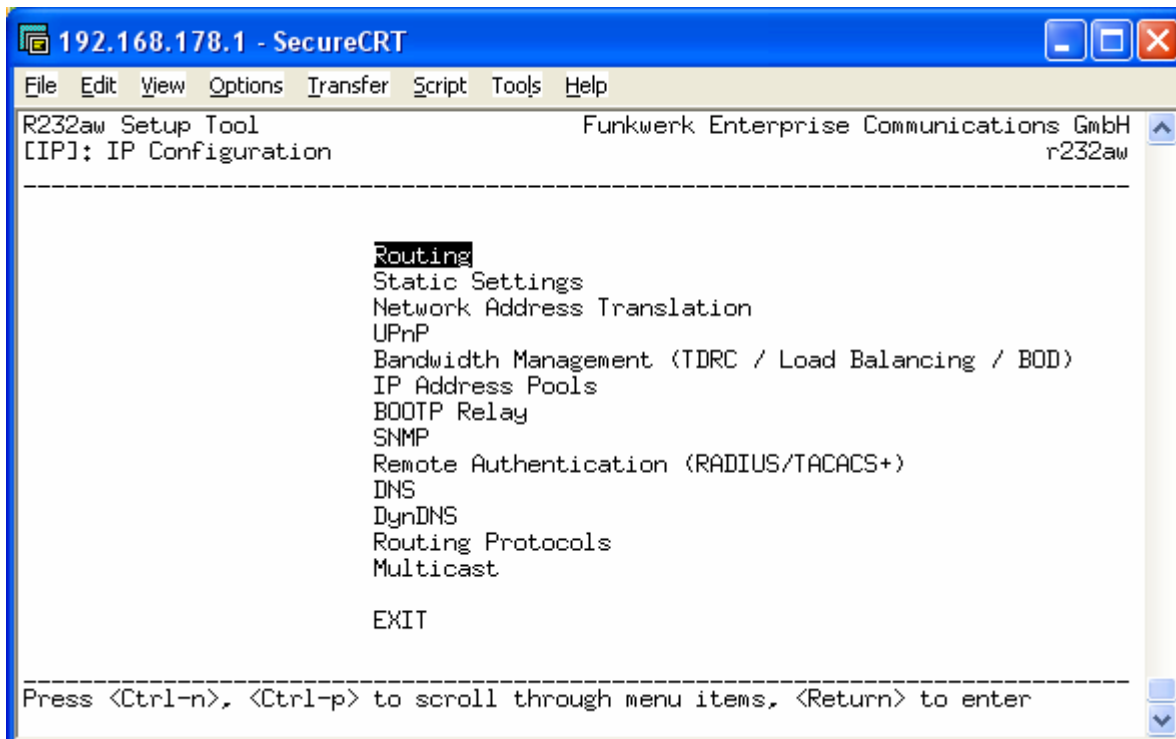 192.168.178.1 - SecureCRT
File Edit View Options Transfer Script Tools Help
R232aw Setup Tool Funkwerk Enterprise Communications GmbH
[IP]: IP Configuration r232aw
Routing
Static Settings
Network Address Translation
UPnP
Bandwidth Management (TDRC / Load Balancing / BOD)
IP Address Pools
BOOTP Relay
SNMP
Remote Authentication (RADIUS/TACACS+)
DNS
DynDNS
Routing Protocols
Multicast
EXIT
Press <Ctrl-n>, <Ctrl-p> to scroll through menu items, <Return> to enter